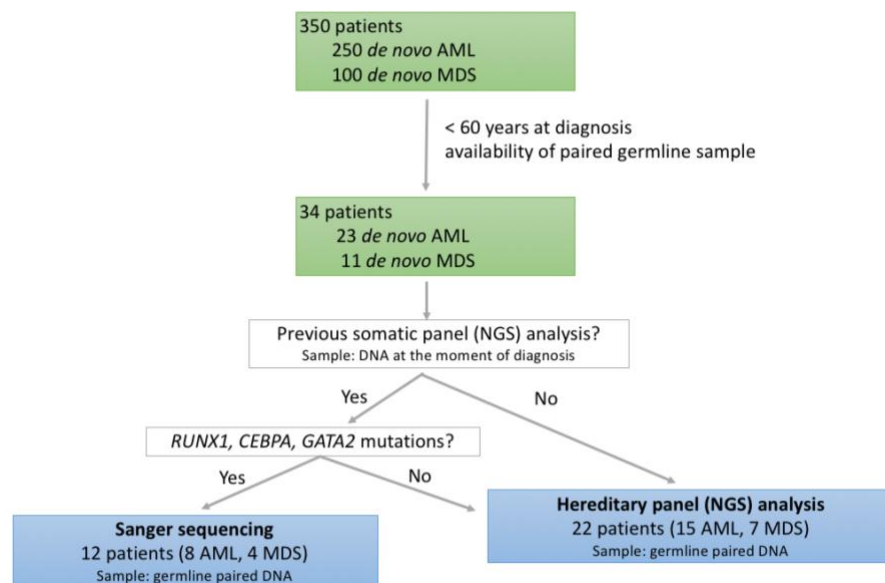 350 patients
250 de novo AML
100 de novo MDS
< 60 years at diagnosis
availability of paired germline sample
34 patients
23 de novo AML
11 de novo MDS
Previous somatic panel (NGS) analysis?
Sample: DNA at the moment of diagnosis
Yes
No
RUNX1, CEBPA, GATA2 mutations?
Yes
No
Sanger sequencing
12 patients (8 AML, 4 MDS)
Sample: germline paired DNA
Hereditary panel (NGS) analysis
22 patients (15 AML, 7 MDS)
Sample: germline paired DNA